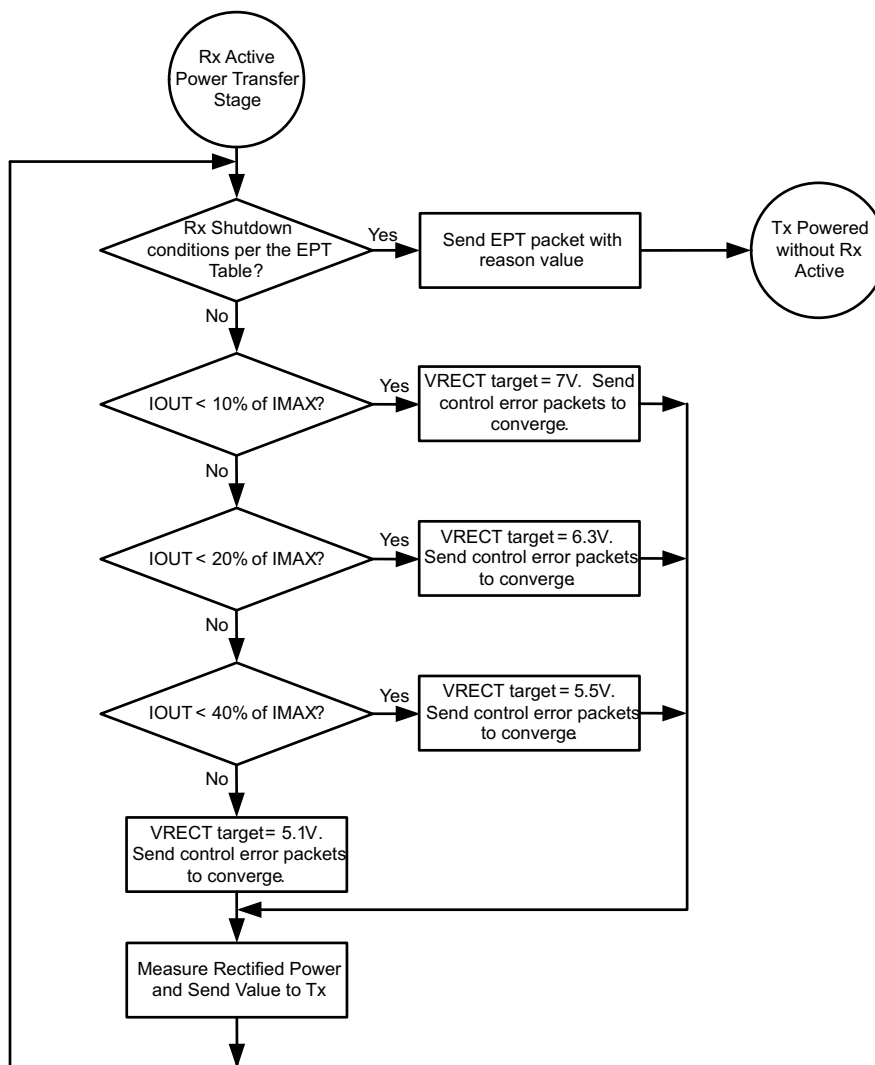 Rx Active
Power Transfer
Stage
Rx Shutdown
conditions per the EPT
Table?
Yes
Send EPT packet with
reason value
Tx Powered
without Rx
Active
No
IOUT < 10% of IMAX?
Yes
VRECT target = 7V. Send
control error packets to
converge.
No
IOUT < 20% of IMAX?
Yes
VRECT target = 6.3V.
Send control error packets
to converge.
No
IOUT < 40% of IMAX?
Yes
VRECT target = 5.5V.
Send control error packets
to converge.
No
VRECT target = 5.1V.
Send control error packets
to converge.
Measure Rectified Power
and Send Value to Tx